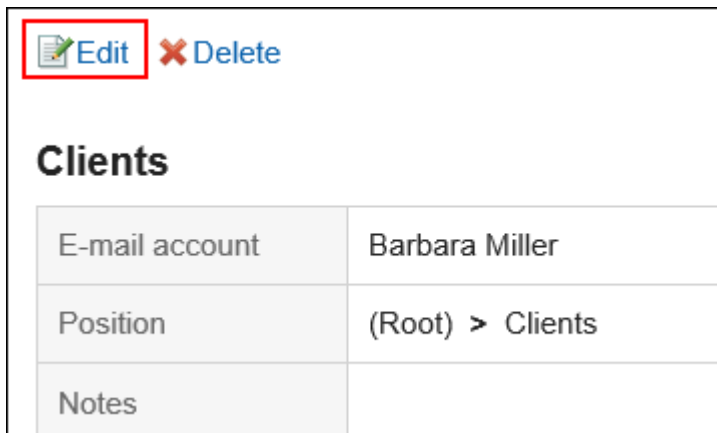 Edit Delete
Clients
E-mail account Barbara Miller
Position (Root) > Clients
Notes